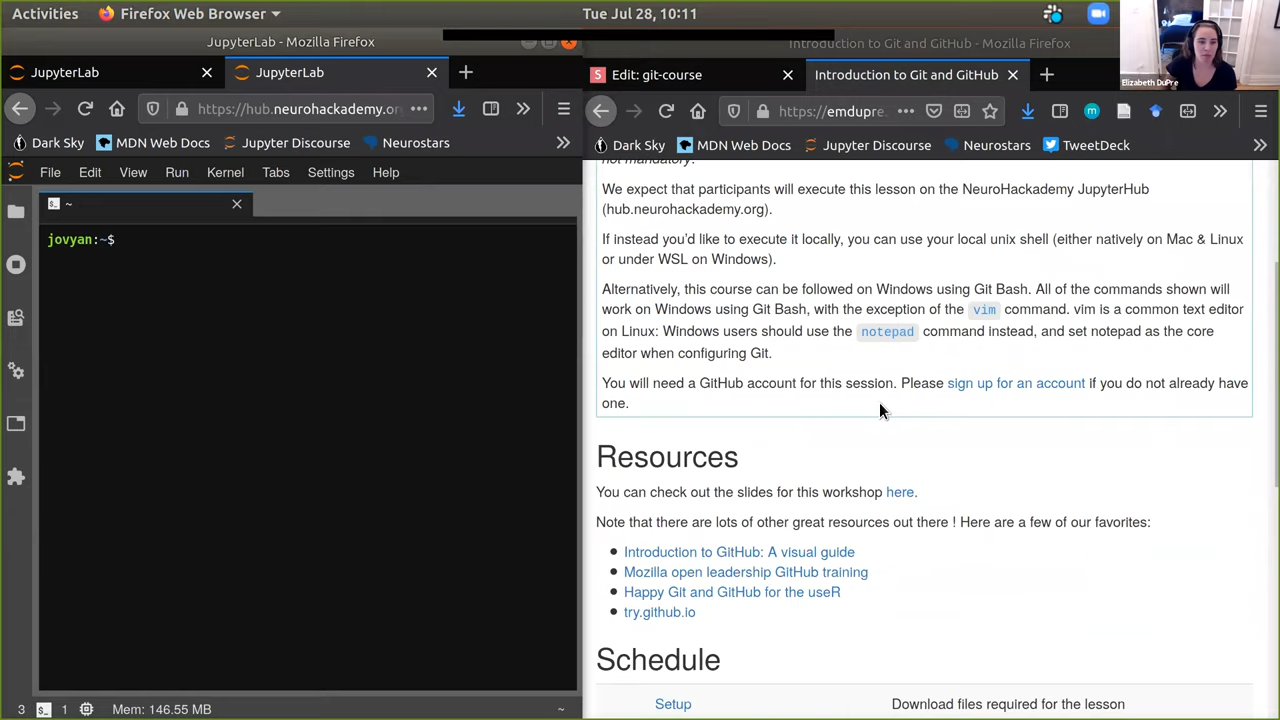 Activities Firefox Web Browser Tue Jul 28, 10:11
JupyterLab - Mozilla Firefox
JupyterLab JupyterLab
https://hub.neurohackademy.or
Dark Sky MDN Web Docs Jupyter Discourse Neurostars
File Edit View Run Kernel Tabs Settings Help
~
jovyan:~$
3 1 Mem: 146.55 MB ~
Introduction to Git and GitHub - Mozilla Firefox
Edit: git-course Introduction to Git and GitHub
https://emdupre.
Dark Sky MDN Web Docs Jupyter Discourse Neurostars TweetDeck
Elizabeth DuPre
not mandatory.
We expect that participants will execute this lesson on the NeuroHackademy JupyterHub
(hub.neurohackademy.org).
If instead you'd like to execute it locally, you can use your local unix shell (either natively on Mac & Linux
or under WSL on Windows).
Alternatively, this course can be followed on Windows using Git Bash. All of the commands shown will
work on Windows using Git Bash, with the exception of the vim command. vim is a common text editor
on Linux: Windows users should use the notepad command instead, and set notepad as the core
editor when configuring Git.
You will need a GitHub account for this session. Please sign up for an account if you do not already have
one.
Resources
You can check out the slides for this workshop here.
Note that there are lots of other great resources out there ! Here are a few of our favorites:
Introduction to GitHub: A visual guide
Mozilla open leadership GitHub training
Happy Git and GitHub for the useR
try.github.io
Schedule
Setup Download files required for the lesson